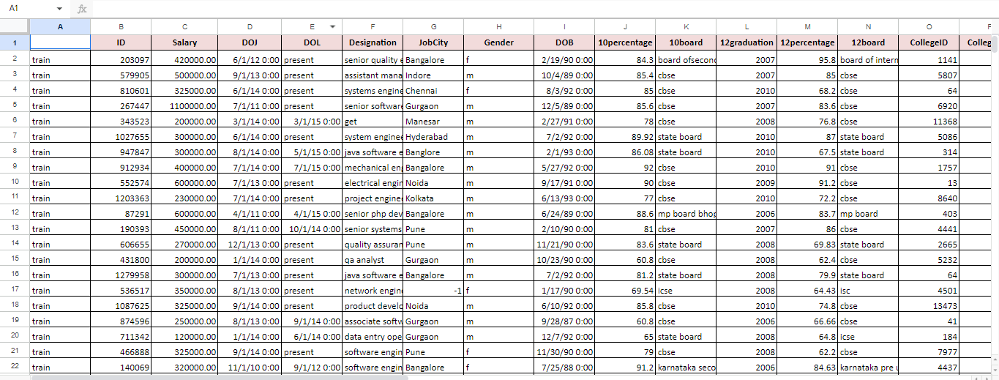 A1 fx
A B C D E F G H I J K L M N O P
1 ID Salary DOJ DOL Designation JobCity Gender DOB 10percentage 10board 12graduation 12percentage 12board CollegeID Colleg
2 train 203097 420000.00 6/1/12 0:00 present senior quality e Bangalore f 2/19/90 0:00 84.3 board ofsecond 2007 95.8 board of intern 1141
3 train 579905 500000.00 9/1/13 0:00 present assistant mana Indore m 10/4/89 0:00 85.4 cbse 2007 85 cbse 5807
4 train 810601 325000.00 6/1/14 0:00 present systems engine Chennai f 8/3/92 0:00 85 cbse 2010 68.2 cbse 64
5 train 267447 1100000.00 7/1/11 0:00 present senior software Gurgaon m 12/5/89 0:00 85.6 cbse 2007 83.6 cbse 6920
6 train 343523 200000.00 3/1/14 0:00 3/1/15 0:00 get Manesar m 2/27/91 0:00 78 cbse 2008 76.8 cbse 11368
7 train 1027655 300000.00 6/1/14 0:00 present system enginee Hyderabad m 7/2/92 0:00 89.92 state board 2010 87 state board 5086
8 train 947847 300000.00 8/1/14 0:00 5/1/15 0:00 java software e Banglore m 2/1/93 0:00 86.08 state board 2010 67.5 state board 314
9 train 912934 400000.00 7/1/14 0:00 7/1/15 0:00 mechanical eng Bangalore m 5/27/92 0:00 92 cbse 2010 91 cbse 1757
10 train 552574 600000.00 7/1/13 0:00 present electrical engin Noida m 9/17/91 0:00 90 cbse 2009 91.2 cbse 13
11 train 1203363 230000.00 7/1/14 0:00 present project enginee Kolkata m 6/13/93 0:00 77 cbse 2010 72.2 cbse 8640
12 train 87291 600000.00 4/1/11 0:00 4/1/15 0:00 senior php dev Bangalore m 6/24/89 0:00 88.6 mp board bhop 2006 83.7 mp board 403
13 train 190393 450000.00 8/1/11 0:00 10/1/14 0:00 senior systems Pune m 2/10/90 0:00 81 cbse 2007 86 cbse 4441
14 train 606655 270000.00 12/1/13 0:00 present quality assuran Pune m 11/21/90 0:00 83.6 state board 2008 69.83 state board 2665
15 train 431800 200000.00 1/1/14 0:00 present qa analyst Gurgaon m 10/23/90 0:00 60.8 cbse 2008 62.4 cbse 5232
16 train 1279958 300000.00 7/1/13 0:00 present java software e Bangalore m 7/2/92 0:00 81.2 state board 2008 79.9 state board 64
17 train 536517 350000.00 8/1/13 0:00 present network engin -1 f 1/17/90 0:00 69.54 icse 2008 64.43 isc 4501
18 train 1087625 325000.00 9/1/14 0:00 present product develo Noida m 6/10/92 0:00 85.8 cbse 2010 74.8 cbse 13473
19 train 874596 250000.00 8/1/13 0:00 9/1/14 0:00 associate softw Gurgaon m 9/28/87 0:00 60.8 cbse 2006 66.66 cbse 41
20 train 711342 120000.00 1/1/14 0:00 6/1/14 0:00 data entry ope Gurgaon m 12/7/92 0:00 65 state board 2008 64.8 icse 184
21 train 466888 325000.00 9/1/14 0:00 present software engin Pune f 11/30/90 0:00 79 cbse 2008 62.2 cbse 7977
22 train 140069 320000.00 11/1/10 0:00 9/1/12 0:00 software engin Bangalore f 7/25/88 0:00 91.2 karnataka seco 2006 84.63 karnataka pre u 4437